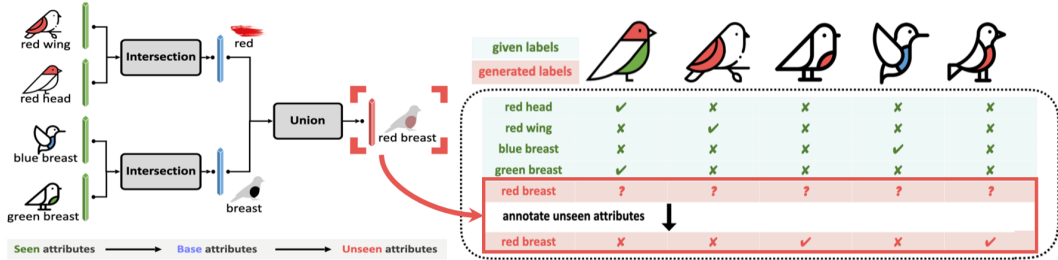 red wing
red head
Intersection
red
blue breast
green breast
Intersection
breast
Union
red breast
Seen attributes Base attributes Unseen attributes
given labels
generated labels
red head ✔ ✘ ✘ ✘ ✘
red wing ✘ ✔ ✘ ✘ ✘
blue breast ✘ ✘ ✘ ✔ ✘
green breast ✔ ✘ ✘ ✘ ✘
red breast ? ? ? ? ?
annotate unseen attributes
red breast ✘ ✘ ✔ ✘ ✔